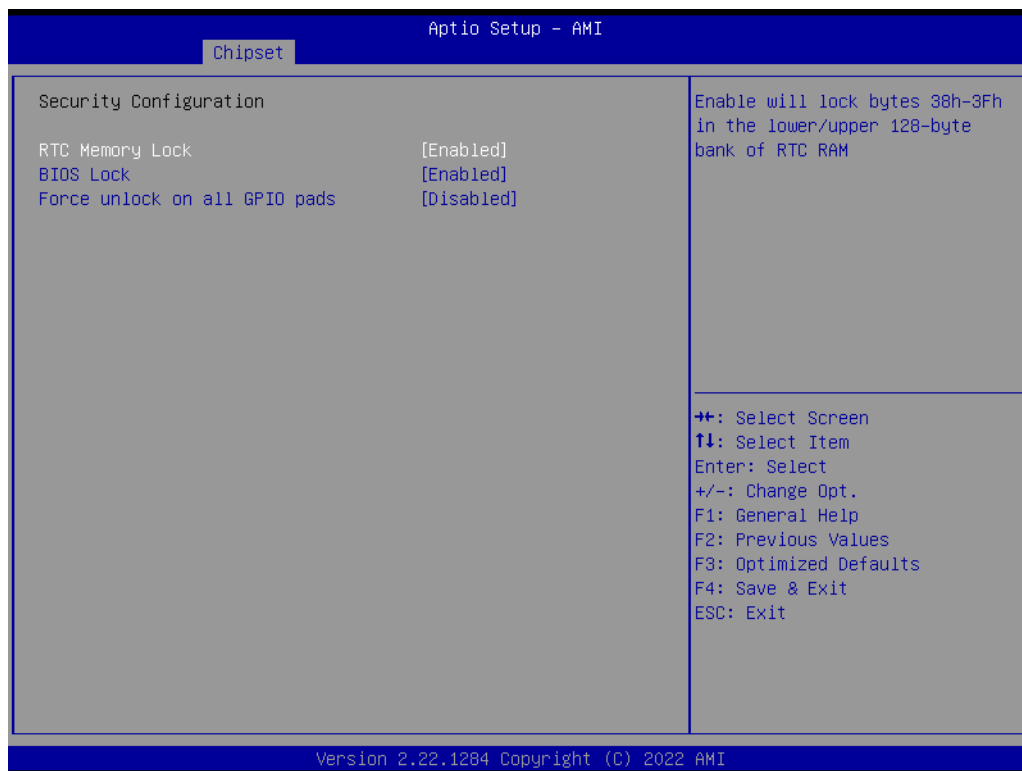 Aptio Setup – AMI
Chipset
Security Configuration
RTC Memory Lock [Enabled]
BIOS Lock [Enabled]
Force unlock on all GPIO pads [Disabled]
Enable will lock bytes 38h–3Fh
in the lower/upper 128–byte
bank of RTC RAM
→←: Select Screen
↑↓: Select Item
Enter: Select
+/–: Change Opt.
F1: General Help
F2: Previous Values
F3: Optimized Defaults
F4: Save & Exit
ESC: Exit
Version 2.22.1284 Copyright (C) 2022 AMI